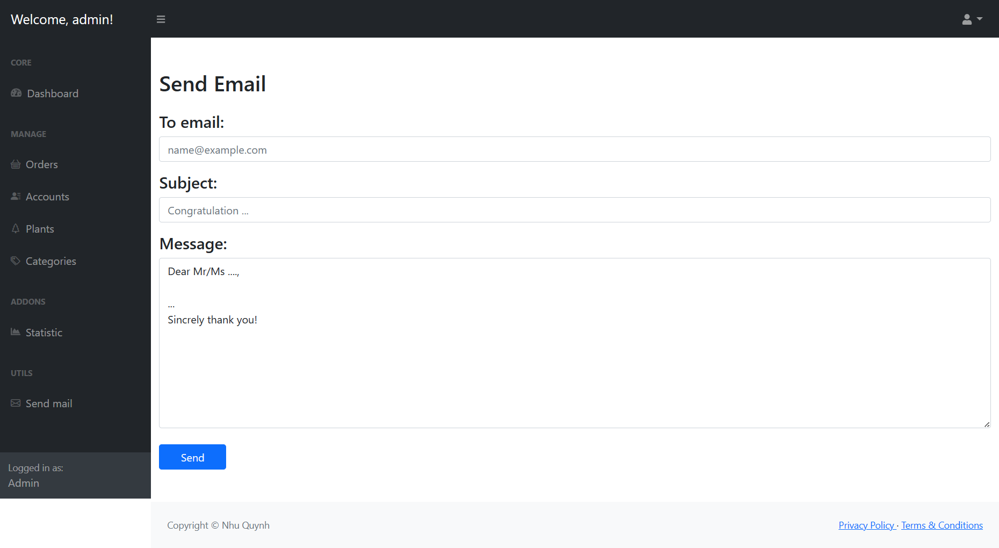 Welcome, admin!
CORE
Dashboard
MANAGE
Orders
Accounts
Plants
Categories
ADDONS
Statistic
UTILS
Send mail
Logged in as:
Admin
Send Email
To email:
name@example.com
Subject:
Congratulation ...
Message:
Dear Mr/Ms ....,
...
Sincrely thank you!
Send
Copyright © Nhu Quynh
Privacy Policy · Terms & Conditions